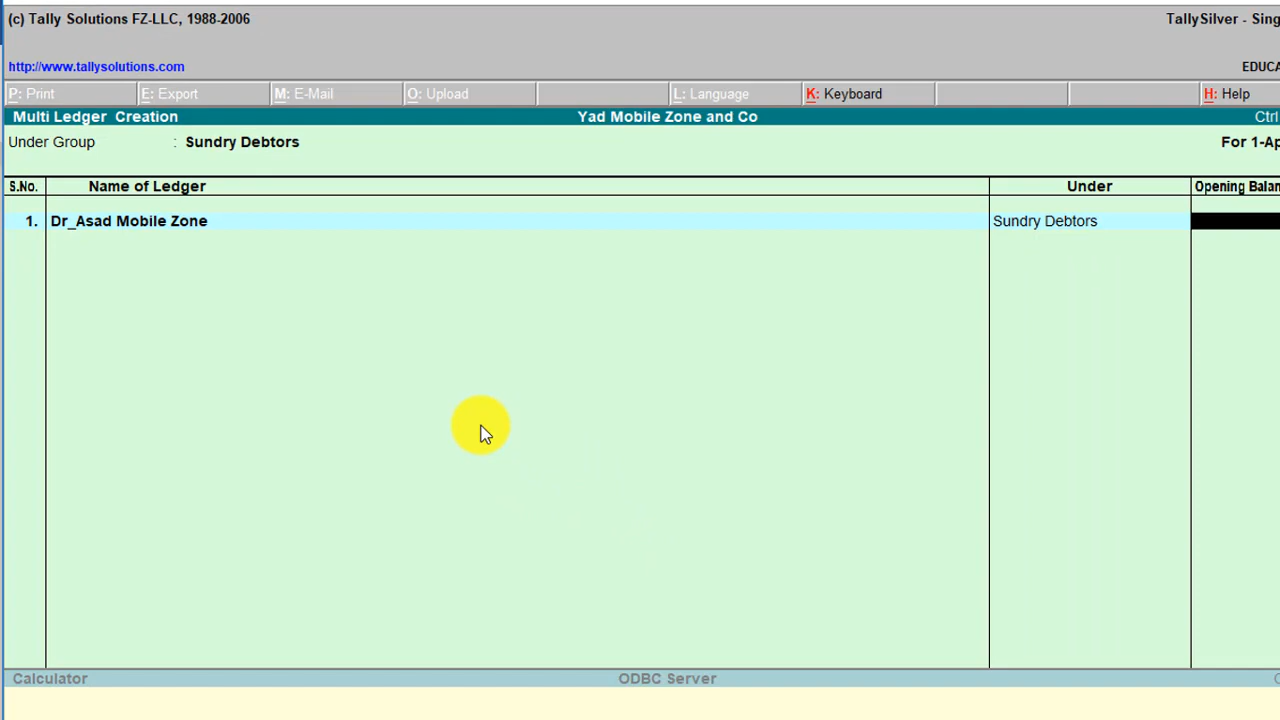 (c) Tally Solutions FZ-LLC, 1988-2006 TallySilver - Sing
http://www.tallysolutions.com EDUCA
P: Print E: Export M: E-Mail O: Upload L: Language K: Keyboard H: Help
Multi Ledger Creation Yad Mobile Zone and Co Ctrl
Under Group : Sundry Debtors For 1-Ap
S.No. Name of Ledger Under Opening Balan
1. Dr_Asad Mobile Zone Sundry Debtors
Calculator ODBC Server